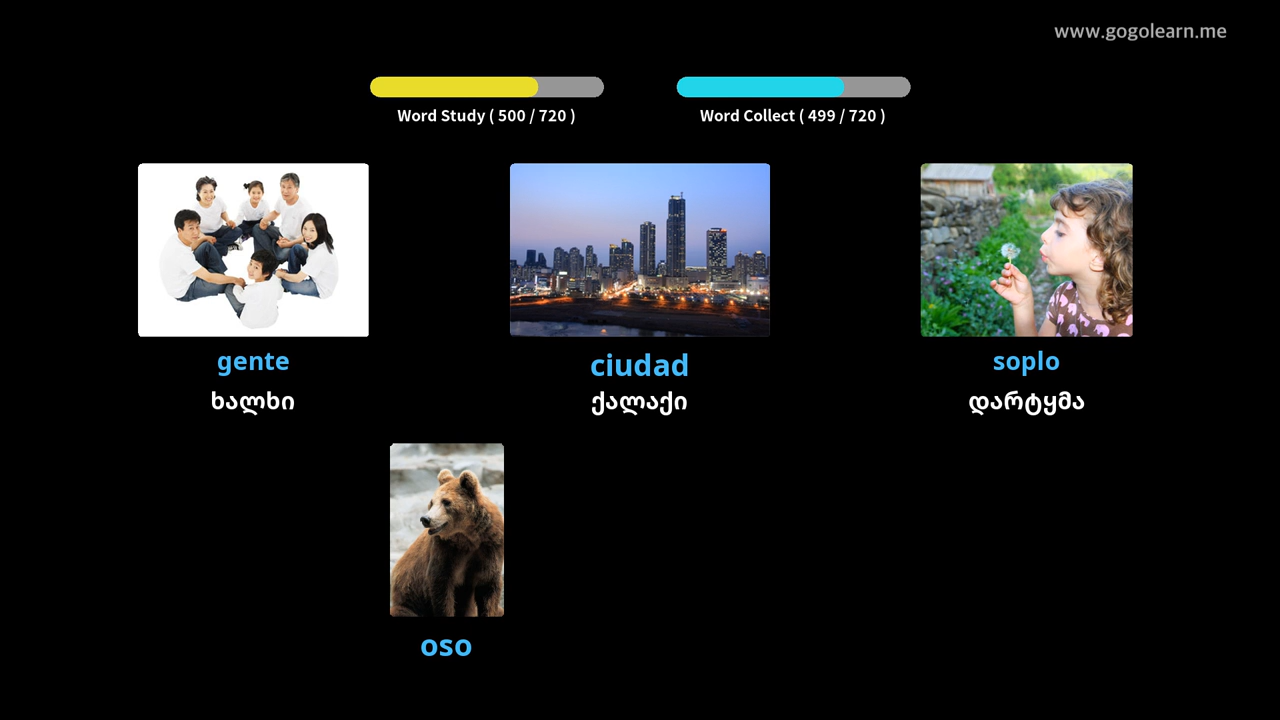 www.gogolearn.me
Word Study ( 500 / 720 )
Word Collect ( 499 / 720 )
gente
ciudad
soplo
ხალხი
ქალაქი
დარტყმა
oso